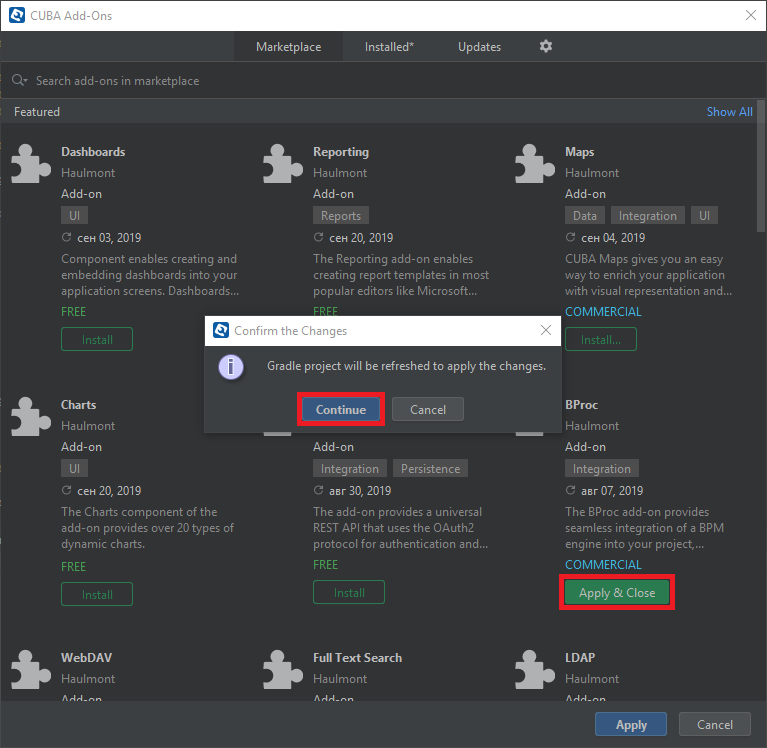 CUBA Add-Ons
Marketplace Installed* Updates
Search add-ons in marketplace
Featured Show All
Dashboards
Haulmont
Add-on
UI
сен 03, 2019
Component enables creating and
embedding dashboards into your
application screens. Dashboards...
FREE
Install
Reporting
Haulmont
Add-on
Reports
сен 20, 2019
The Reporting add-on enables
creating report templates in most
popular editors like Microsoft...
FREE
Maps
Haulmont
Add-on
Data Integration UI
сен 04, 2019
CUBA Maps gives you an easy
way to enrich your application
with visual representation and...
COMMERCIAL
Install...
Confirm the Changes
Gradle project will be refreshed to apply the changes.
Continue Cancel
Charts
Haulmont
Add-on
UI
сен 20, 2019
The Charts component of the
add-on provides over 20 types of
dynamic charts.
FREE
Install
Add-on
Integration Persistence
авг 30, 2019
The add-on provides a universal
REST API that uses the OAuth2
protocol for authentication and...
FREE
Install
BProc
Haulmont
Add-on
Integration
авг 07, 2019
The BProc add-on provides
seamless integration of a BPM
engine into your project,...
COMMERCIAL
Apply & Close
WebDAV
Haulmont
Add-on
Full Text Search
Haulmont
Add-on
LDAP
Haulmont
Add-on
Apply Cancel